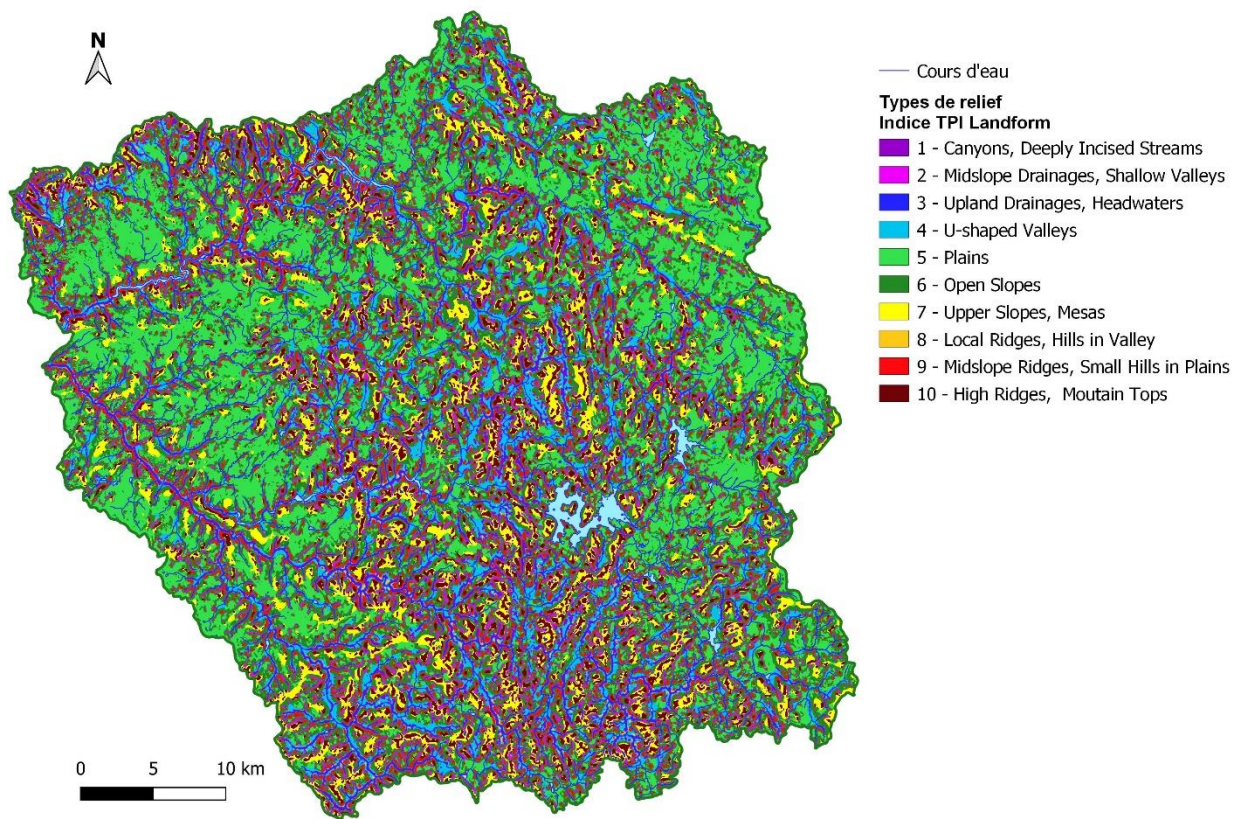 N
Cours d'eau
Types de relief
Indice TPI Landform
1 - Canyons, Deeply Incised Streams
2 - Midslope Drainages, Shallow Valleys
3 - Upland Drainages, Headwaters
4 - U-shaped Valleys
5 - Plains
6 - Open Slopes
7 - Upper Slopes, Mesas
8 - Local Ridges, Hills in Valley
9 - Midslope Ridges, Small Hills in Plains
10 - High Ridges, Moutain Tops
0 5 10 km